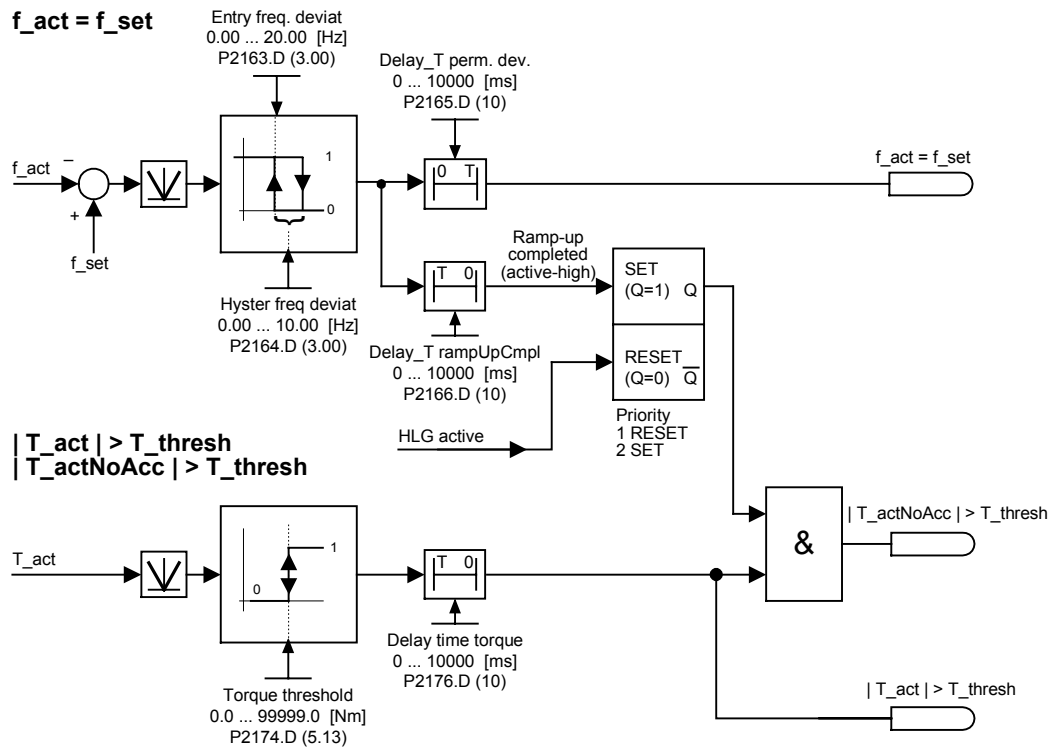 f_act = f_set
Entry freq. deviat
0.00 ... 20.00 [Hz]
P2163.D (3.00)
Delay_T perm. dev.
0 ... 10000 [ms]
P2165.D (10)
f_act
–
+
f_set
1
0
0 T
f_act = f_set
Hyster freq deviat
0.00 ... 10.00 [Hz]
P2164.D (3.00)
T 0
Delay_T rampUpCmpl
0 ... 10000 [ms]
P2166.D (10)
Ramp-up
completed
(active-high)
SET
(Q=1) Q
RESET
(Q=0) Q̅
Priority
1 RESET
2 SET
HLG active
| T_act | > T_thresh
| T_actNoAcc | > T_thresh
T_act
0
1
T 0
Delay time torque
0 ... 10000 [ms]
P2176.D (10)
Torque threshold
0.0 ... 99999.0 [Nm]
P2174.D (5.13)
&
| T_actNoAcc | > T_thresh
| T_act | > T_thresh